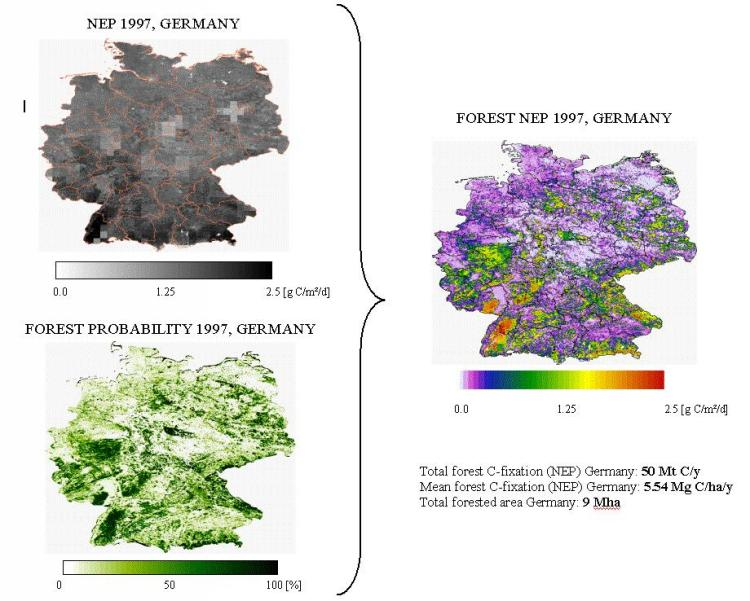 NEP 1997, GERMANY
0.0 1.25 2.5 [g C/m²/d]
FOREST PROBABILITY 1997, GERMANY
0 50 100 [%]
FOREST NEP 1997, GERMANY
0.0 1.25 2.5 [g C/m²/d]
Total forest C-fixation (NEP) Germany: 50 Mt C/y
Mean forest C-fixation (NEP) Germany: 5.54 Mg C/ha/y
Total forested area Germany: 9 Mha